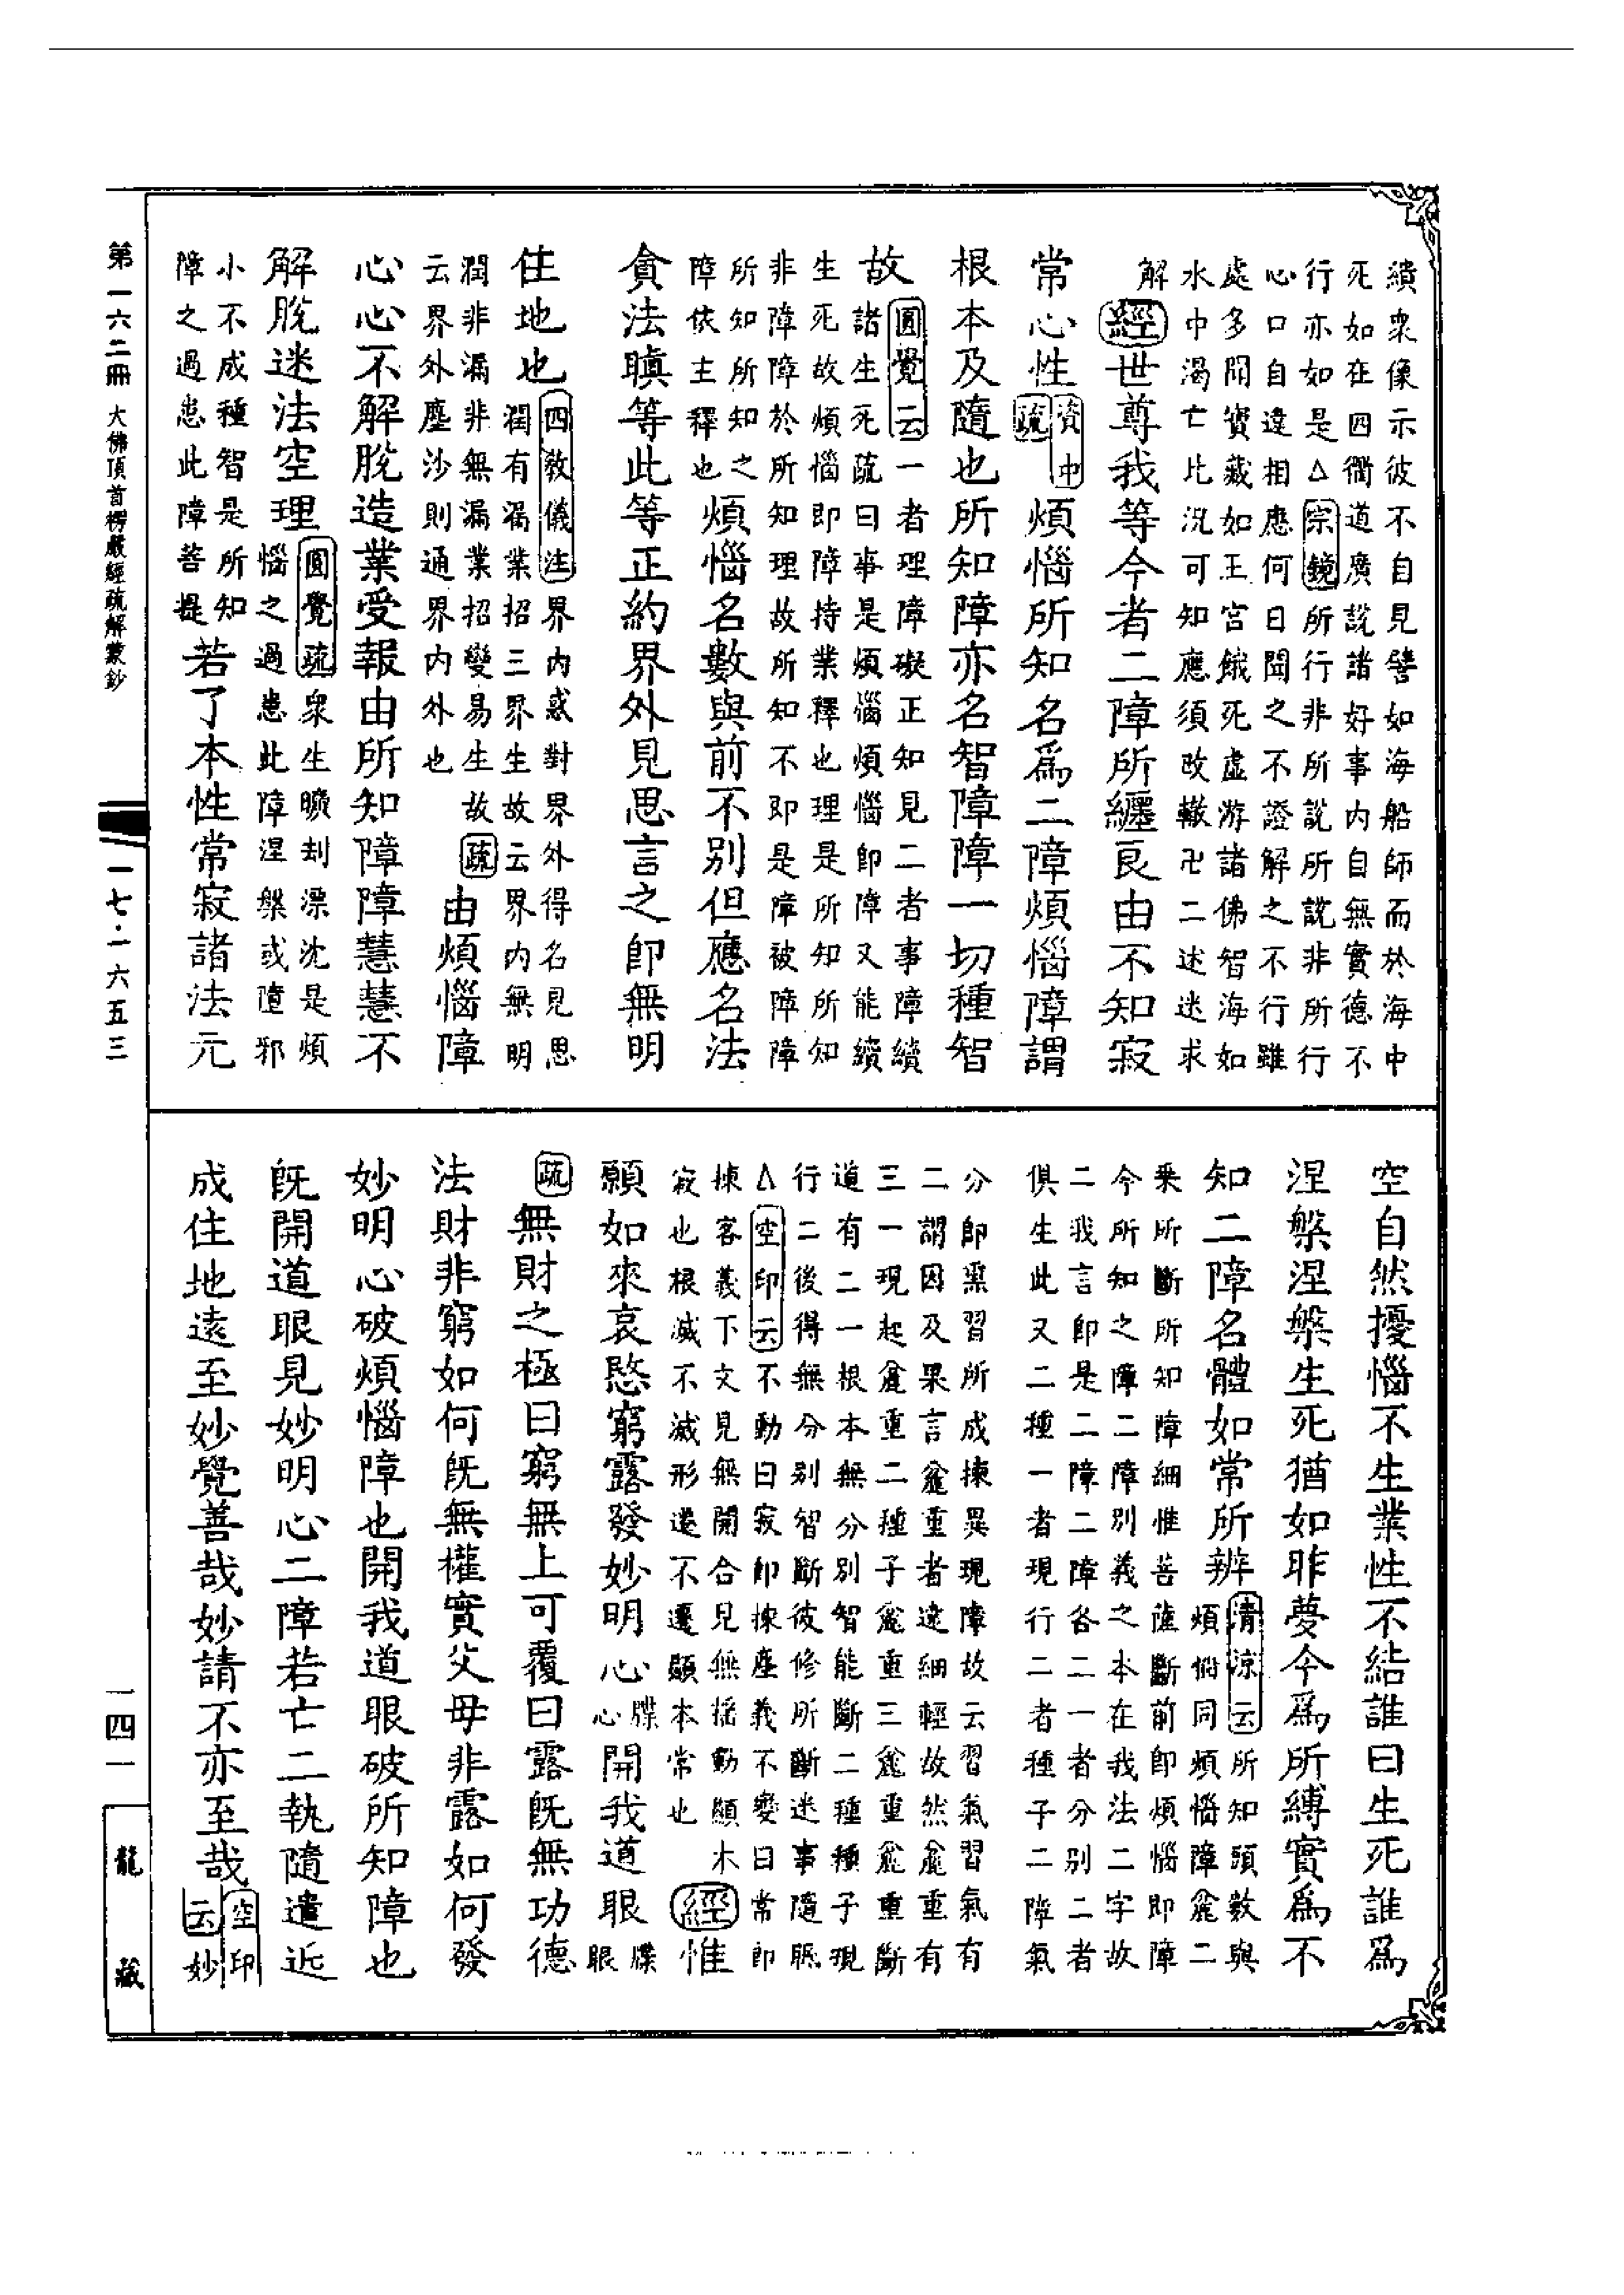 繢衆像示彼不自見譬如海船師而於海中
死如在四衢道廣說諸好事内自無實德不
行亦如是△宗鏡所行非所說所說非所行
心口自違相應何日聞之不證解之不行雖
處多聞寶藏如王宮餓死虛游諸佛智海如
水中渴亡比況可知應須改轍卍二述迷求
解
經世尊我等今者二障所纏良由不知寂
常心性
資中
疏
煩惱所知名爲二障煩惱障謂
根本及隨也所知障亦名智障障一切種智
故
圓覺云一者理障礙正知見二者事障續
諸生死疏曰事是煩惱煩惱即障又能續
生死故煩惱即障持業釋也理是所知所知
非障障於所知理故所知不即是障被障障
所知所知之
障依主釋也
煩惱名數與前不別但應名法
貪法瞋等此等正約界外見思言之即無明
住地也
四教儀注界内惑對界外得名見思
潤有漏業招三界生故云界内無明
潤非漏非無漏業招變易生故
云界外塵沙則通界内外也
疏由煩惱障
心心不解脫造業受報由所知障障慧慧不
解脫迷法空理
圓覺疏衆生曠刦漂沈是煩
惱之過患此障涅槃或墮邪
小不成種智是所知
障之過患此障菩提
若了本性常寂諸法元
空自然擾惱不生業性不結誰曰生死誰爲
涅槃涅槃生死猶如昨夢今爲所縛實爲不
知二障名體如常所辨
清涼云所知頭數與
煩惱同煩惱障麄二
乘所斷所知障細惟菩薩斷前即煩惱即障
今所知之障二障別義之本在我法二字故
二我言即是二障二障各二一者分別二者
俱生此又二種一者現行二者種子二障氣
分即熏習所成揀異現障故云習氣習氣有
二謂因及果言麄重者逺細輕故然麄重有
三一現起麄重二種子麄重三麄重麄重斷
道有二一根本無分別智能斷二種種子現
行二後得無分別智斷彼修所斷迷事隨眠
△空印云不動曰寂即揀塵義不變曰常即
揀客義下文見無開合見無揺動顯木
寂也根滅不滅形遷不遷顯本常也
經惟
願如來哀愍窮露發妙明心
牒
心
開我道眼
牒
眼
疏無財之極曰窮無上可覆曰露既無功德
法財非窮如何既無權實父母非露如何發
妙明心破煩惱障也開我道眼破所知障也
既開道眼見妙明心二障若亡二執隨遣近
成住地逺至妙覺善哉妙請不亦至哉
空印
云妙
第一六二冊 大佛頂首楞嚴經疏解蒙鈔
一七·一六五三
一四一
龍藏